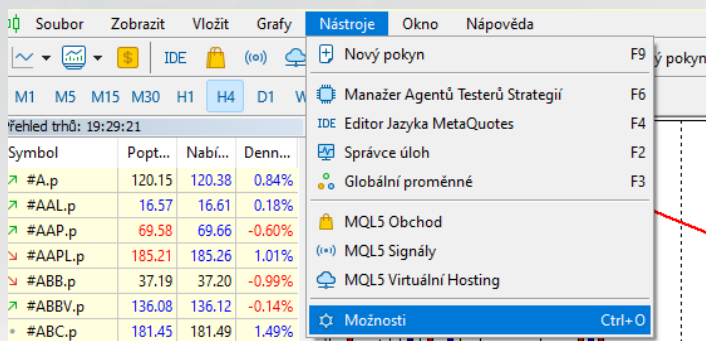 Soubor Zobrazit Vložit Grafy Nástroje Okno Nápověda
IDE
M1 M5 M15 M30 H1 H4 D1
Nový pokyn F9
Manažer Agentů Testerů Strategií F6
IDE Editor Jazyka MetaQuotes F4
Správce úloh F2
Globální proměnné F3
MQL5 Obchod
MQL5 Signály
MQL5 Virtuální Hosting
Možnosti Ctrl+O
pokyn
Přehled trhů: 19:29:21
Symbol Popt... Nabí... Denn...
#A.p 120.15 120.38 0.84%
#AAL.p 16.57 16.61 0.18%
#AAP.p 69.58 69.66 -0.60%
#AAPL.p 185.21 185.26 1.01%
#ABB.p 37.19 37.20 -0.99%
#ABBV.p 136.08 136.12 -0.14%
#ABC.p 181.45 181.49 1.49%